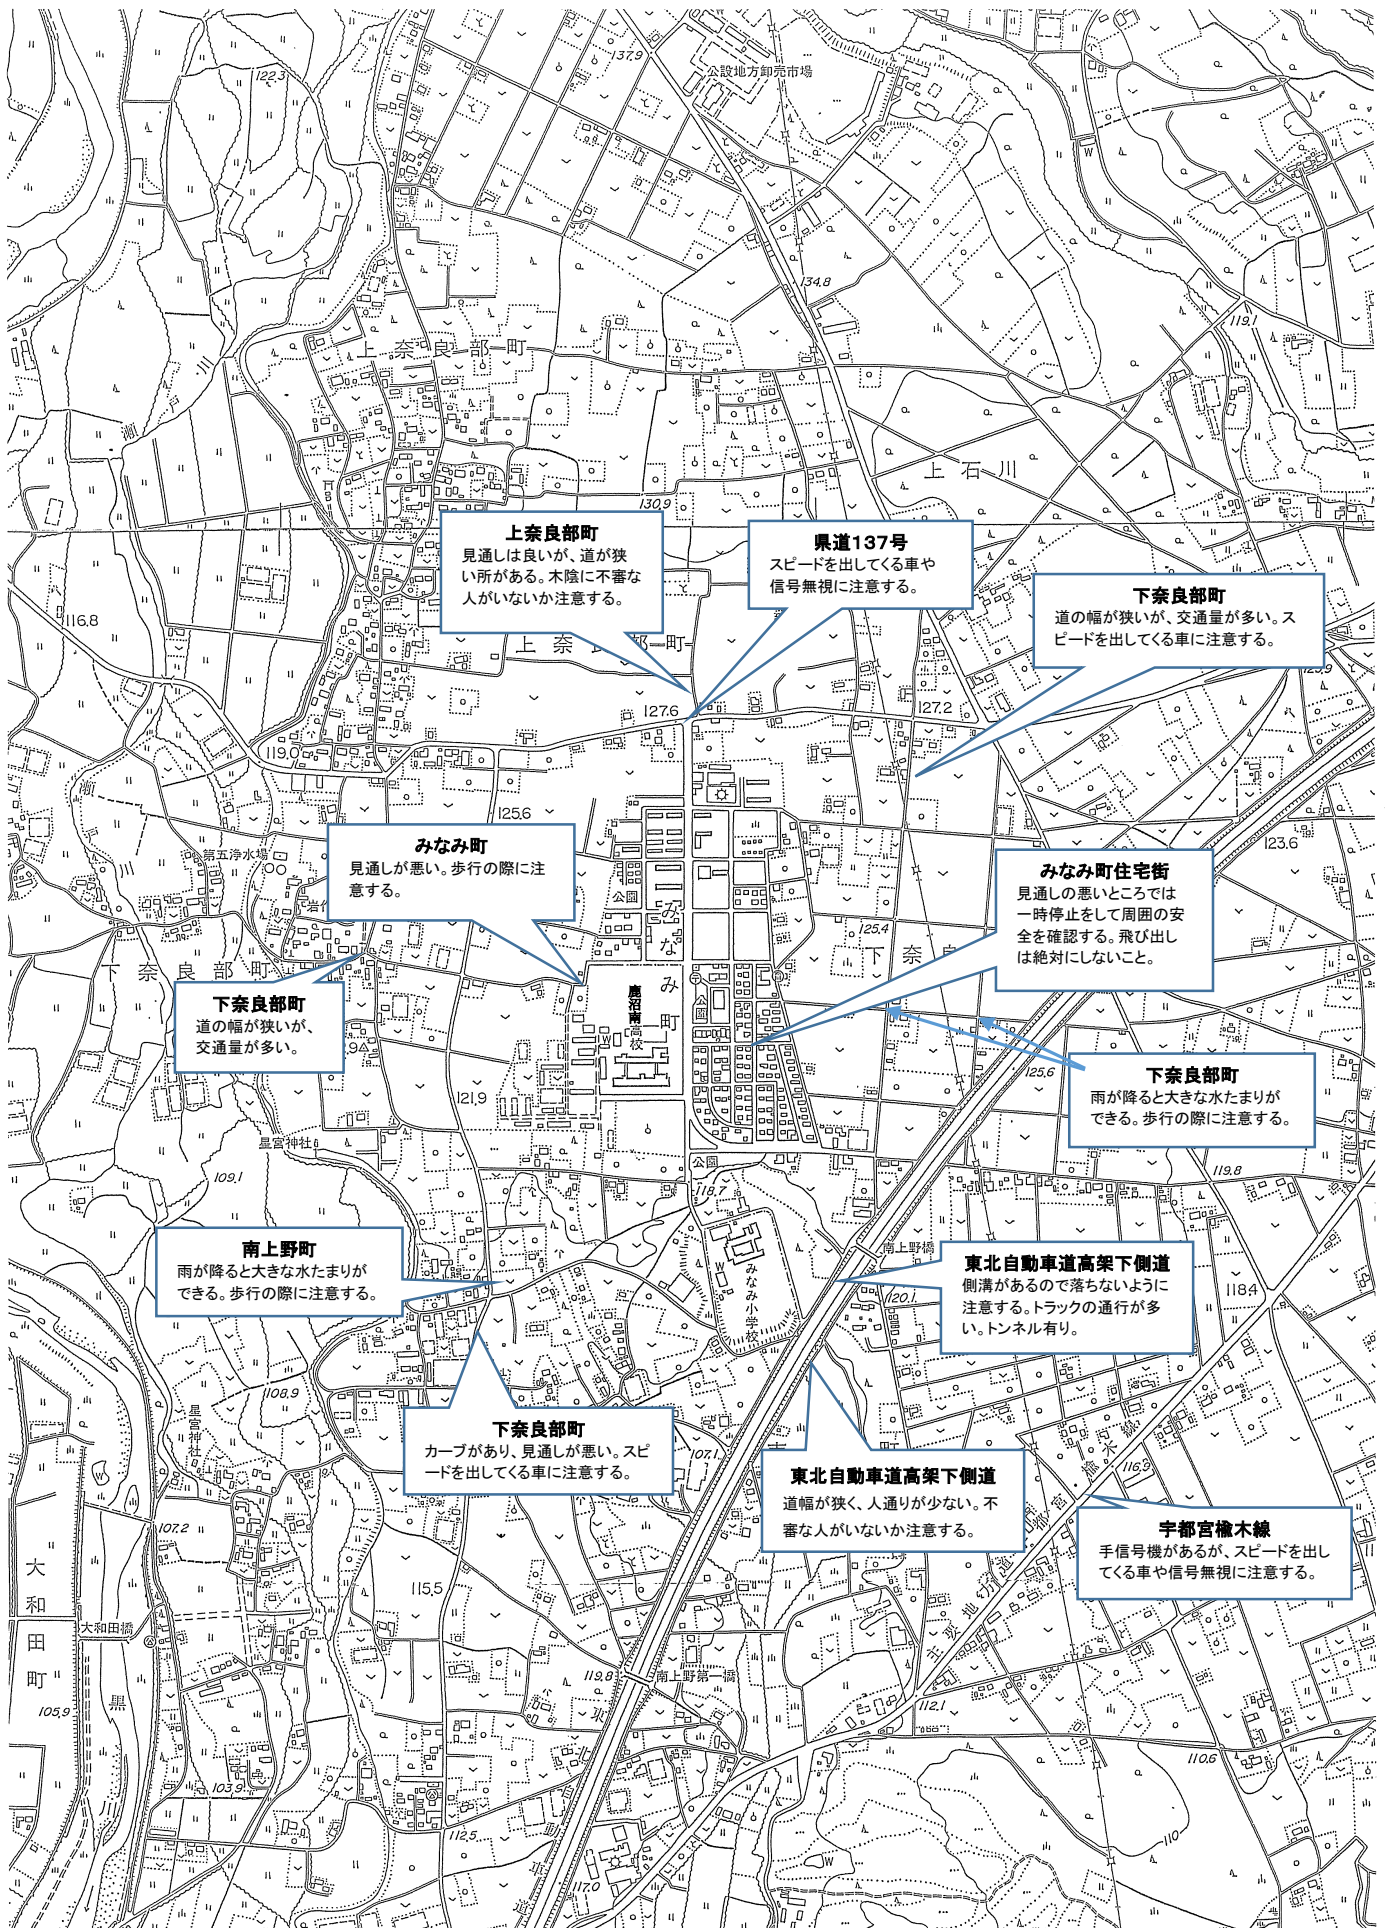 137.9
公設地方卸売市場
122.3
W
134.8
119.1
上奈良部町
川
瀬
上石川
130.9
上奈良部町
見通しは良いが、道が狭
い所がある。木陰に不審な
人がいないか注意する。
県道137号
スピードを出してくる車や
信号無視に注意する。
下奈良部町
道の幅が狭いが、交通量が多い。ス
ピードを出してくる車に注意する。
116.8
上奈良部町
127.6
127.2
119.0
125.6
瀬
川
みなみ町
見通しが悪い。歩行の際に注
意する。
第五浄水場
公園
みなみ町
123.6
みなみ町住宅街
見通しの悪いところでは
一時停止をして周囲の安
全を確認する。飛び出し
は絶対にしないこと。
125.4
下奈良部町
下奈良
下奈良部町
道の幅が狭いが、
交通量が多い。
鹿沼南高校
W
公園
125.6
下奈良部町
雨が降ると大きな水たまりが
できる。歩行の際に注意する。
121.9
星宮神社
公園
118.7
119.8
109.1
南上野町
雨が降ると大きな水たまりが
できる。歩行の際に注意する。
みなみ小学校
W
南上野橋
東北自動車道高架下側道
側溝があるので落ちないように
注意する。トラックの通行が多
い。トンネル有り。
120.1
118.4
108.9
星宮神社
下奈良部町
カーブがあり、見通しが悪い。スピ
ードを出してくる車に注意する。
107.1
東北自動車道高架下側道
道幅が狭く、人通りが少ない。不
審な人がいないか注意する。
116.9
宇都宮楡木線
手信号機があるが、スピードを出し
てくる車や信号無視に注意する。
W
107.2
大和田町
大和田橋
115.5
119.8
南上野第一橋
105.9
黒
川
112.1
110.6
103.9
112.5
110
117.0
W